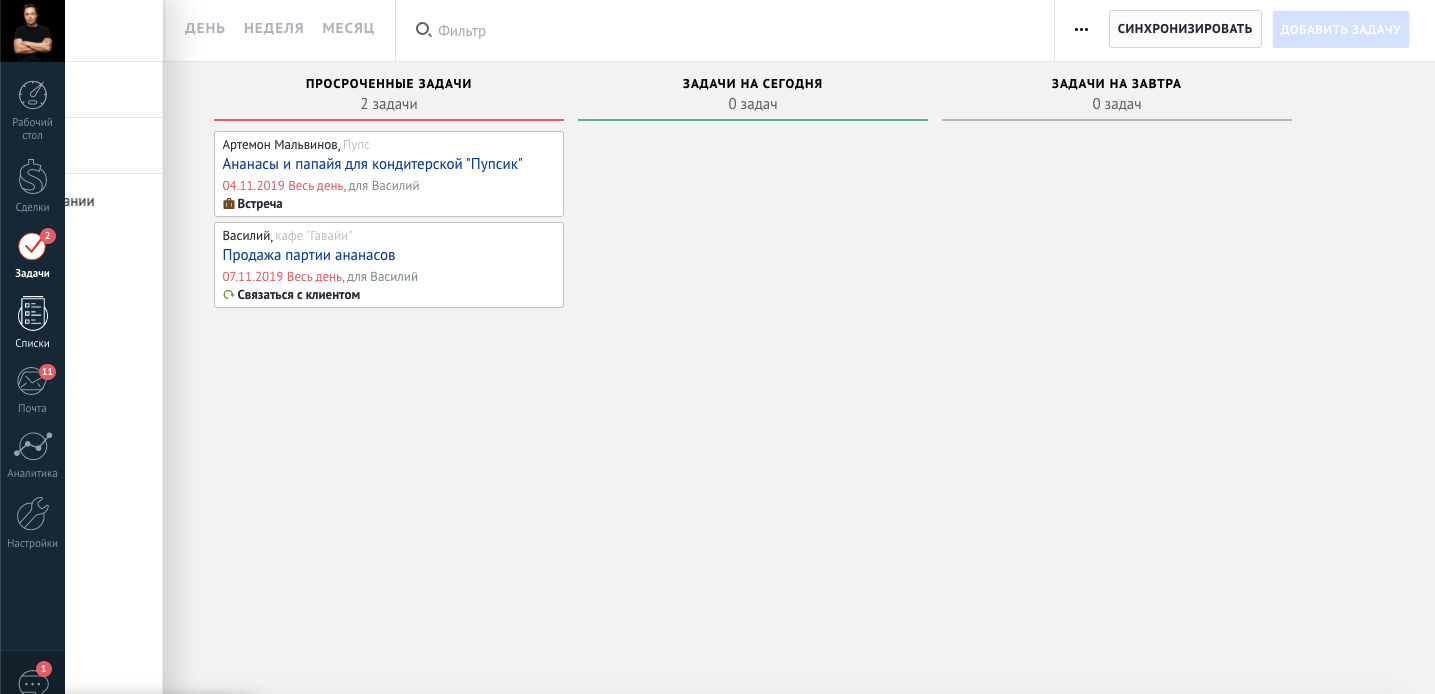 ДЕНЬ НЕДЕЛЯ МЕСЯЦ
Фильтр
СИНХРОНИЗИРОВАТЬ
ДОБАВИТЬ ЗАДАЧУ
Рабочий
стол
Сделки
2
Задачи
Списки
11
Почта
Аналитика
Настройки
1
ании
ПРОСРОЧЕННЫЕ ЗАДАЧИ
2 задачи
Артемон Мальвинов, Пупс
Ананасы и папайя для кондитерской "Пупсик"
04.11.2019 Весь день, для Василий
Встреча
Василий, кафе "Гавайи"
Продажа партии ананасов
07.11.2019 Весь день, для Василий
Связаться с клиентом
ЗАДАЧИ НА СЕГОДНЯ
0 задач
ЗАДАЧИ НА ЗАВТРА
0 задач